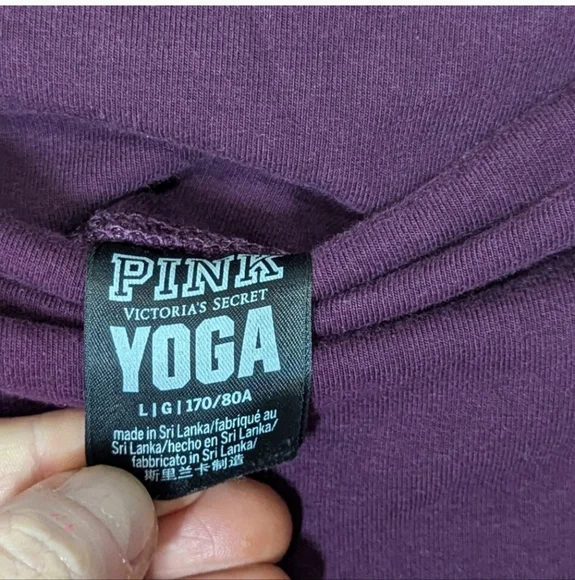 PINK
VICTORIA'S SECRET
YOGA
L|G|170/80A
made in Sri Lanka/fabriqué au
Sri Lanka/hecho en Sri Lanka/
fabbricato in Sri Lanka/
斯里兰卡制造